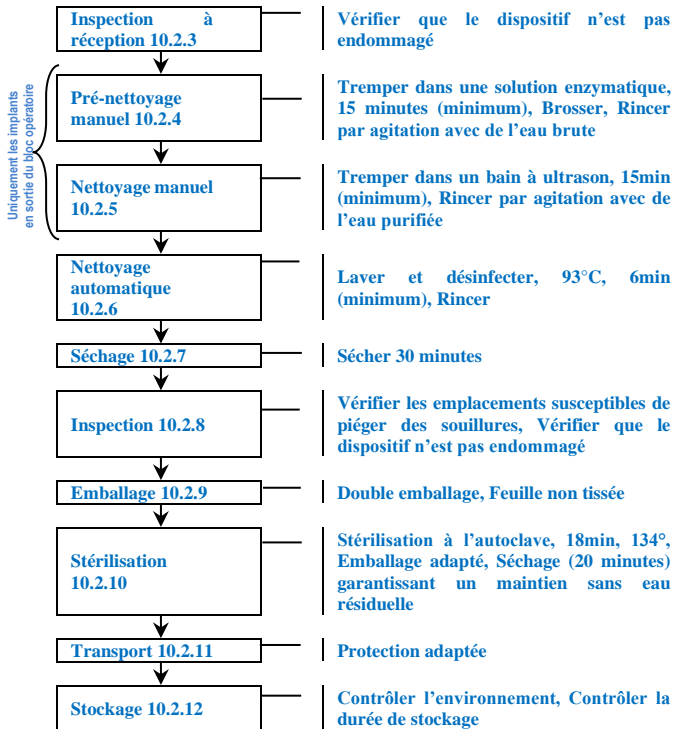 Inspection à
réception 10.2.3
Vérifier que le dispositif n'est pas
endommagé
Uniquement les implants
en sortie du bloc opératoire
Pré-nettoyage
manuel 10.2.4
Tremper dans une solution enzymatique,
15 minutes (minimum), Brosser, Rincer
par agitation avec de l'eau brute
Nettoyage manuel
10.2.5
Tremper dans un bain à ultrason, 15min
(minimum), Rincer par agitation avec de
l'eau purifiée
Nettoyage
automatique
10.2.6
Laver et désinfecter, 93°C, 6min
(minimum), Rincer
Séchage 10.2.7
Sécher 30 minutes
Inspection 10.2.8
Vérifier les emplacements susceptibles de
piéger des souillures, Vérifier que le
dispositif n'est pas endommagé
Emballage 10.2.9
Double emballage, Feuille non tissée
Stérilisation
10.2.10
Stérilisation à l'autoclave, 18min, 134°,
Emballage adapté, Séchage (20 minutes)
garantissant un maintien sans eau
résiduelle
Transport 10.2.11
Protection adaptée
Stockage 10.2.12
Contrôler l'environnement, Contrôler la
durée de stockage